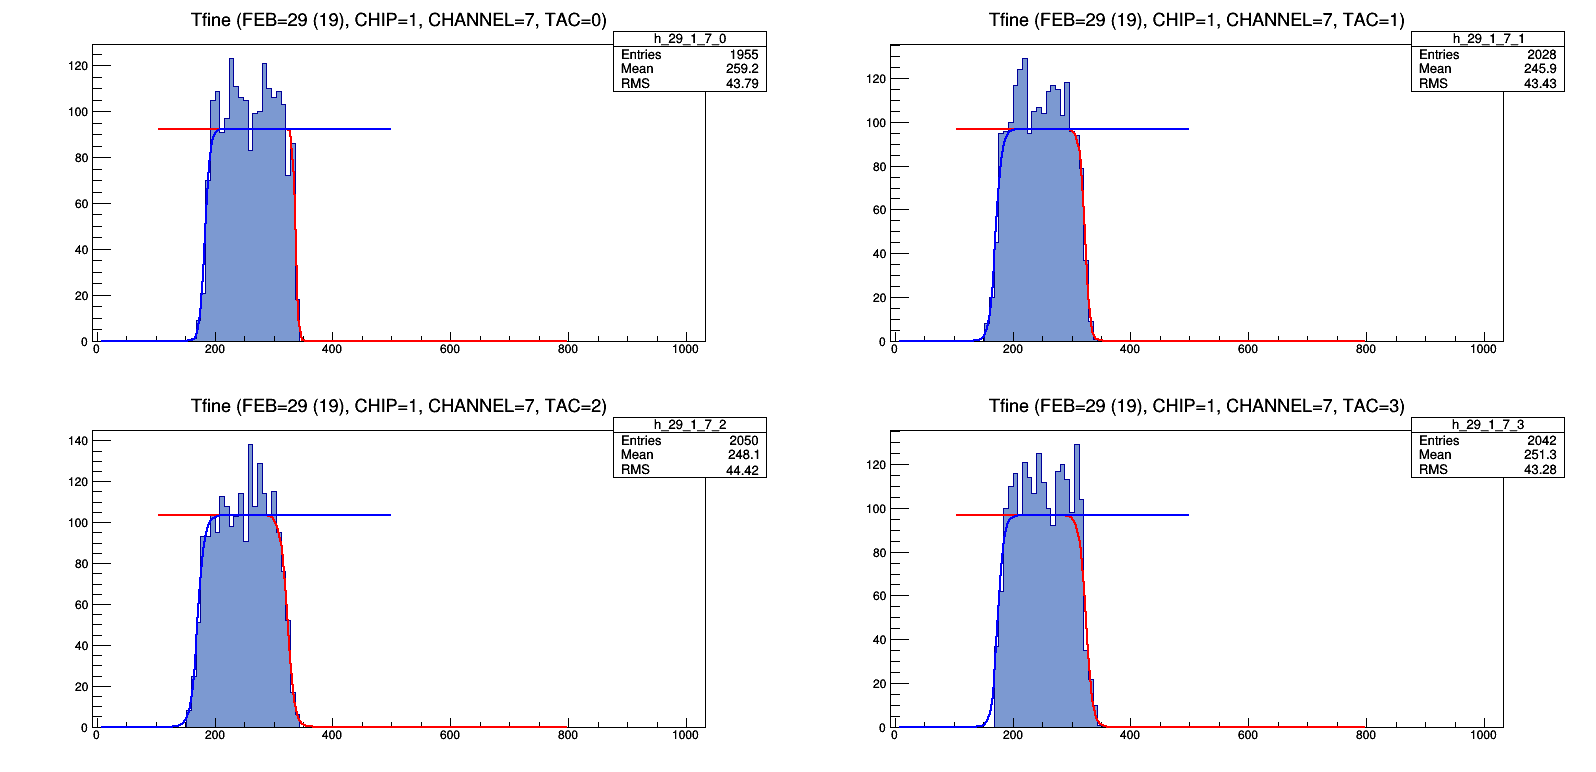 Tfine (FEB=29 (19), CHIP=1, CHANNEL=7, TAC=0)
h_29_1_7_0
Entries 1955
Mean 259.2
RMS 43.79
120
100
80
60
40
20
0
0 200 400 600 800 1000
Tfine (FEB=29 (19), CHIP=1, CHANNEL=7, TAC=1)
h_29_1_7_1
Entries 2028
Mean 245.9
RMS 43.43
120
100
80
60
40
20
0
0 200 400 600 800 1000
Tfine (FEB=29 (19), CHIP=1, CHANNEL=7, TAC=2)
h_29_1_7_2
Entries 2050
Mean 248.1
RMS 44.42
140
120
100
80
60
40
20
0
0 200 400 600 800 1000
Tfine (FEB=29 (19), CHIP=1, CHANNEL=7, TAC=3)
h_29_1_7_3
Entries 2042
Mean 251.3
RMS 43.28
120
100
80
60
40
20
0
0 200 400 600 800 1000